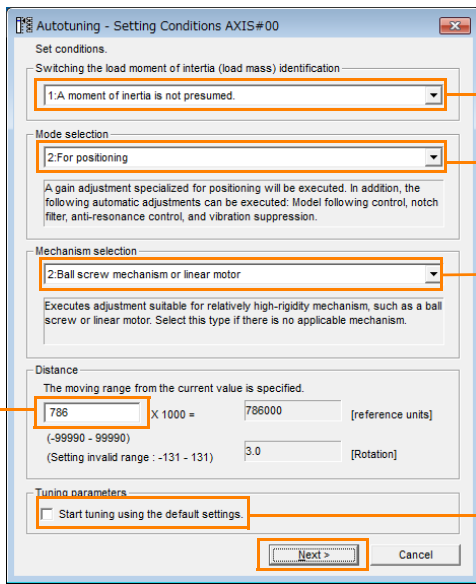 Autotuning - Setting Conditions AXIS#00
Set conditions.
Switching the load moment of intertia (load mass) identification
1:A moment of inertia is not presumed.
Mode selection
2:For positioning
A gain adjustment specialized for positioning will be executed. In addition, the
following automatic adjustments can be executed: Model following control, notch
filter, anti-resonance control, and vibration suppression.
Mechanism selection
2:Ball screw mechanism or linear motor
Executes adjustment suitable for relatively high-rigidity mechanism, such as a ball
screw or linear motor. Select this type if there is no applicable mechanism.
Distance
The moving range from the current value is specified.
786 X 1000 = 786000 [reference units]
(-99990 - 99990)
(Setting invalid range : -131 - 131) 3.0 [Rotation]
Tuning parameters
Start tuning using the default settings.
Next > Cancel